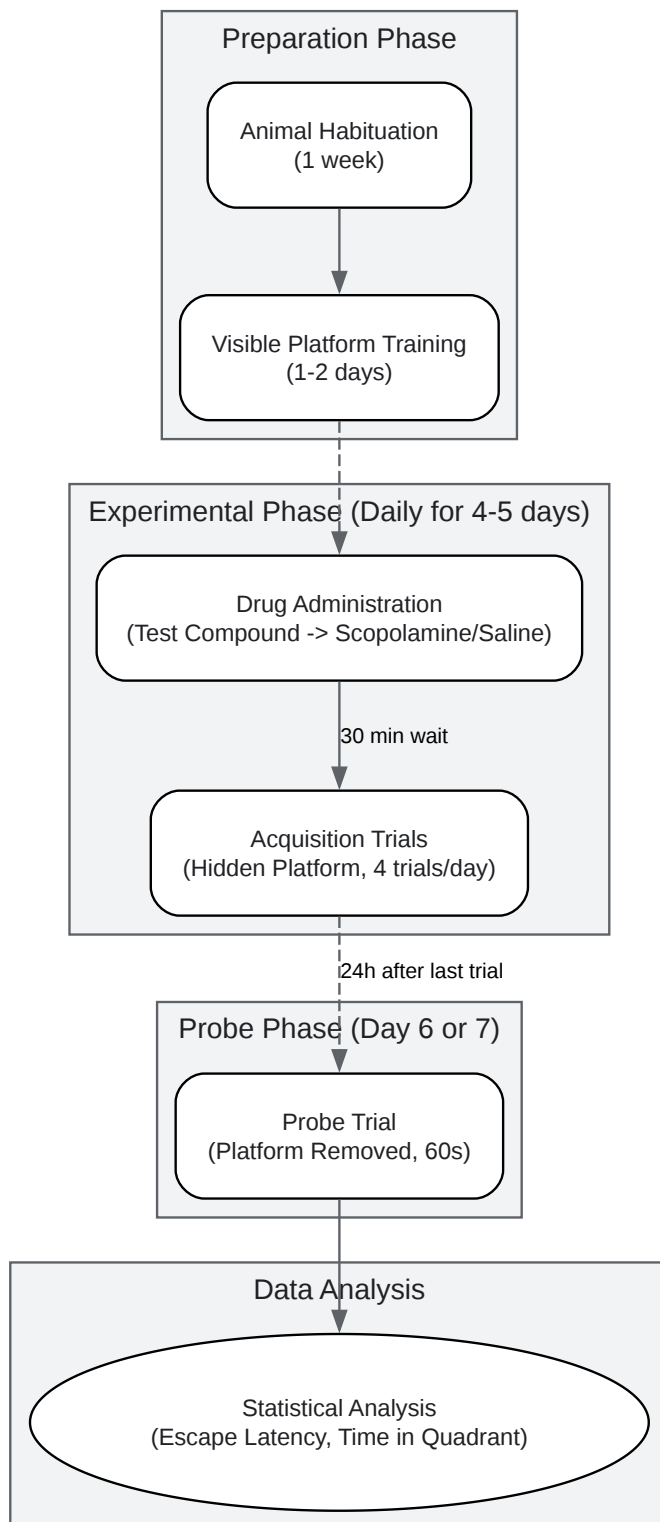 Preparation Phase
Animal Habituation
(1 week)
Visible Platform Training
(1-2 days)
Experimental Phase (Daily for 4-5 days)
Drug Administration
(Test Compound -> Scopolamine/Saline)
30 min wait
Acquisition Trials
(Hidden Platform, 4 trials/day)
24h after last trial
Probe Phase (Day 6 or 7)
Probe Trial
(Platform Removed, 60s)
Data Analysis
Statistical Analysis
(Escape Latency, Time in Quadrant)